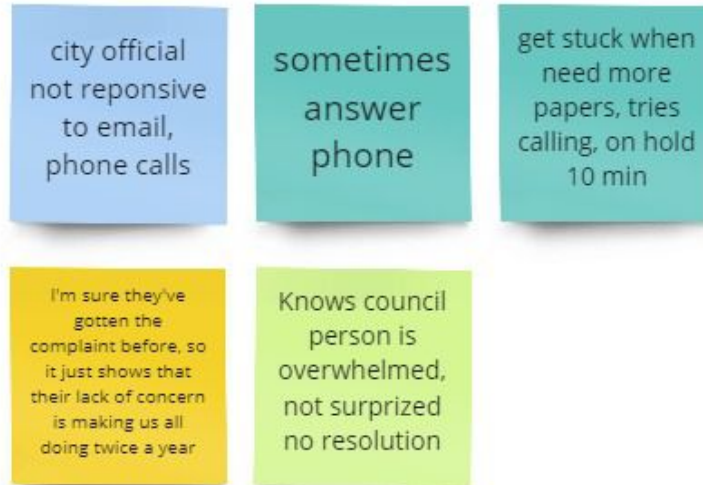 city official
not reponsive
to email,
phone calls
sometimes
answer
phone
get stuck when
need more
papers, tries
calling, on hold
10 min
I'm sure they've
gotten the
complaint before, so
it just shows that
their lack of concern
is making us all
doing twice a year
Knows council
person is
overwhelmed,
not surprized
no resolution